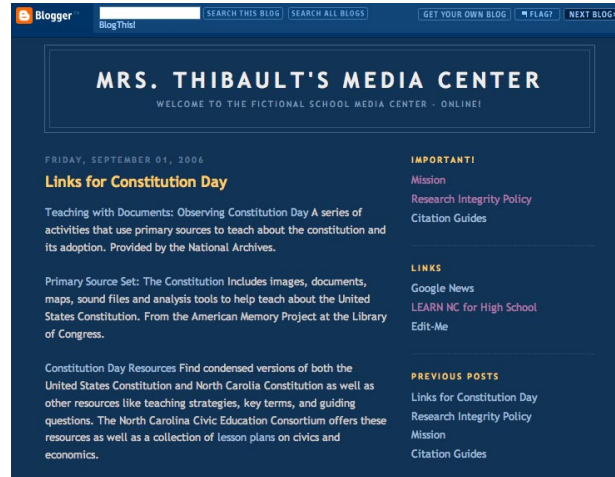 Blogger
SEARCH THIS BLOG
SEARCH ALL BLOGS
GET YOUR OWN BLOG
FLAG?
NEXT BLOG
BlogThis!
MRS. THIBAULT'S MEDIA CENTER
WELCOME TO THE FICTIONAL SCHOOL MEDIA CENTER - ONLINE!
FRIDAY, SEPTEMBER 01, 2006
Links for Constitution Day
Teaching with Documents: Observing Constitution Day A series of
activities that use primary sources to teach about the constitution and
its adoption. Provided by the National Archives.
Primary Source Set: The Constitution Includes images, documents,
maps, sound files and analysis tools to help teach about the United
States Constitution. From the American Memory Project at the Library
of Congress.
Constitution Day Resources Find condensed versions of both the
United States Constitution and North Carolia Constitution as well as
other resources like teaching strategies, key terms, and guiding
questions. The North Carolina Civic Education Consortium offers these
resources as well as a collection of lesson plans on civics and
economics.
IMPORTANT!
Mission
Research Integrity Policy
Citation Guides
LINKS
Google News
LEARN NC for High School
Edit-Me
PREVIOUS POSTS
Links for Constitution Day
Research Integrity Policy
Mission
Citation Guides